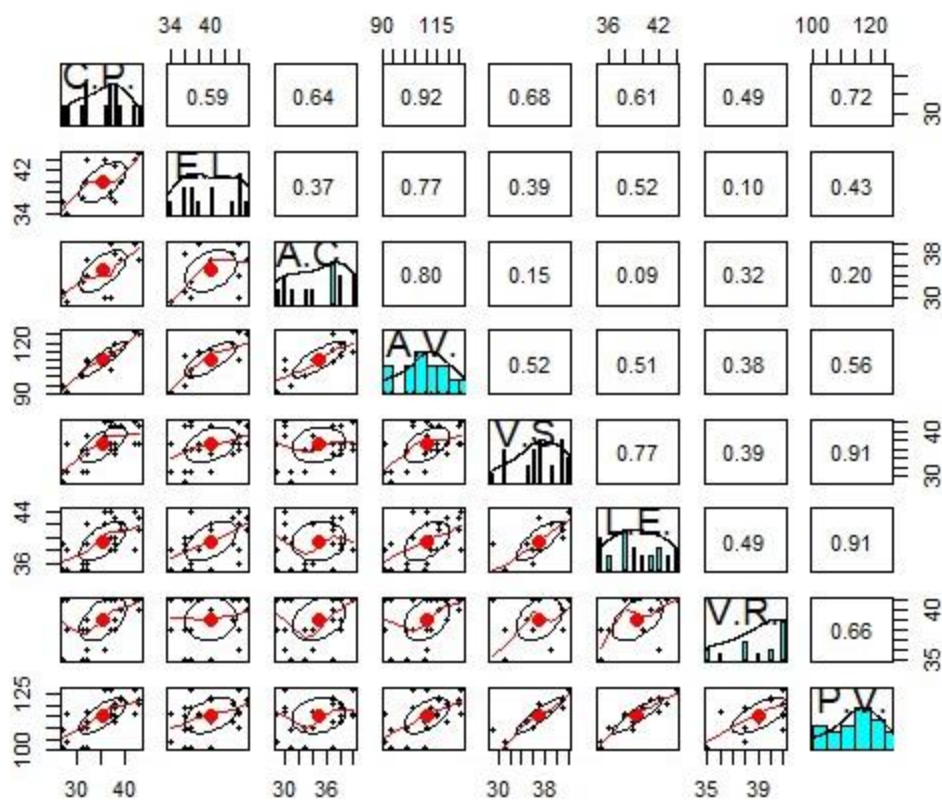 34 40 90 115 36 42 100 120
C.P. 0.59 0.64 0.92 0.68 0.61 0.49 0.72 30
34 42 E.L. 0.37 0.77 0.39 0.52 0.10 0.43
A.C. 0.80 0.15 0.09 0.32 0.20 30 38
90 120 A.V. 0.52 0.51 0.38 0.56
V.S. 0.77 0.39 0.91 30 40
36 44 L.E. 0.49 0.91
V.R. 0.66 35 40
100 125 P.V.
30 40 30 36 30 38 35 39